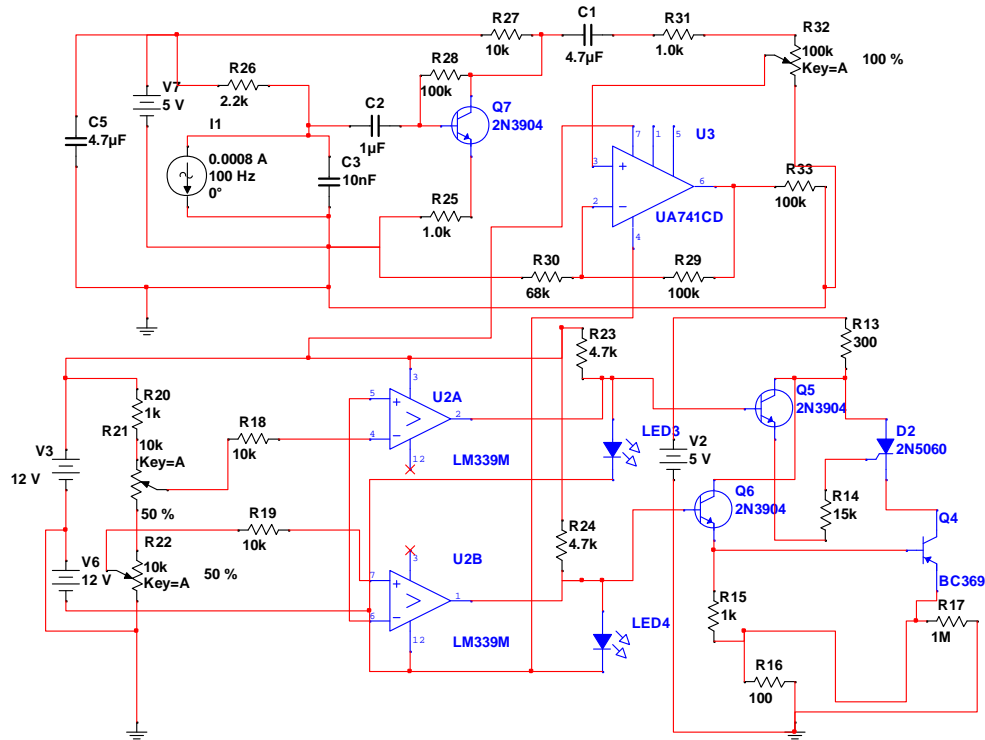 R27
10k
C1
4.7µF
R31
1.0k
R32
100k
Key=A
100 %
R28
100k
R26
2.2k
V7
5 V
C5
4.7µF
I1
0.0008 A
100 Hz
0°
C2
1µF
C3
10nF
Q7
2N3904
R25
1.0k
U3
7
1
5
3
+
2
−
6
4
UA741CD
R33
100k
R30
68k
R29
100k
R23
4.7k
R13
300
R20
1k
R21
10k
Key=A
50 %
R18
10k
V3
12 V
U2A
3
5
+
4
−
2
12
LM339M
LED3
V2
5 V
Q5
2N3904
D2
2N5060
Q6
2N3904
R14
15k
Q4
BC369
R19
10k
R22
10k
Key=A
50 %
V6
12 V
U2B
3
7
+
6
−
1
12
LM339M
R24
4.7k
LED4
R15
1k
R17
1M
R16
100